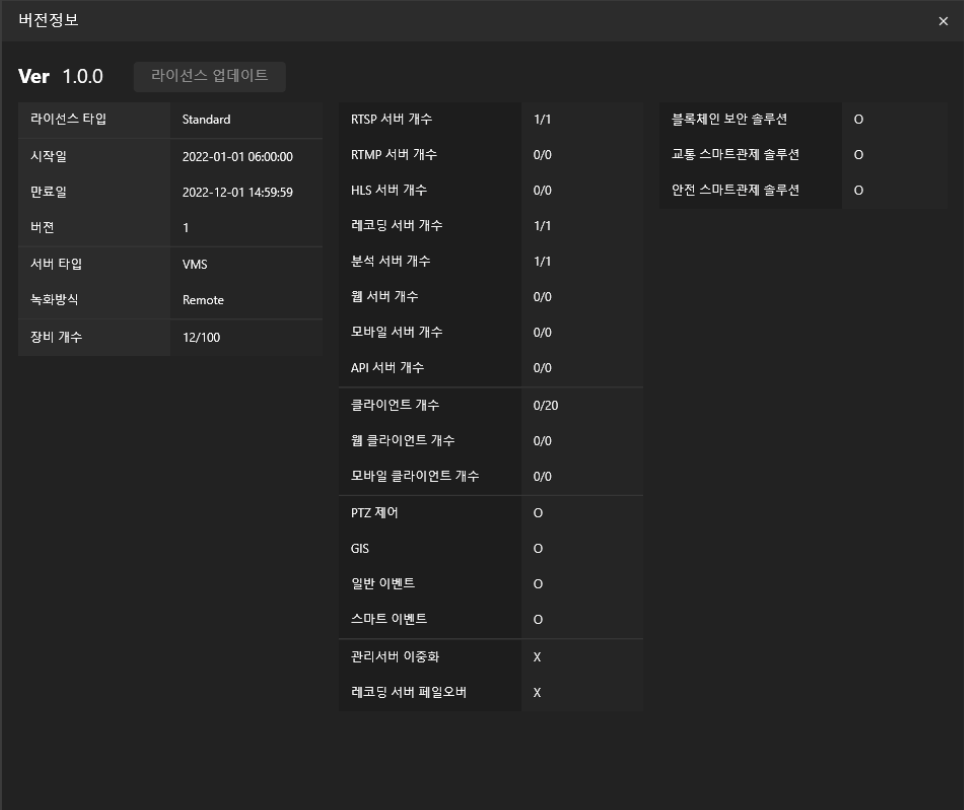 버전정보 ×
Ver 1.0.0 라이선스 업데이트
라이선스 타입 Standard
시작일 2022-01-01 06:00:00
만료일 2022-12-01 14:59:59
버젼 1
서버 타입 VMS
녹화방식 Remote
장비 개수 12/100
RTSP 서버 개수 1/1
RTMP 서버 개수 0/0
HLS 서버 개수 0/0
레코딩 서버 개수 1/1
분석 서버 개수 1/1
웹 서버 개수 0/0
모바일 서버 개수 0/0
API 서버 개수 0/0
클라이언트 개수 0/20
웹 클라이언트 개수 0/0
모바일 클라이언트 개수 0/0
PTZ 제어 O
GIS O
일반 이벤트 O
스마트 이벤트 O
관리서버 이중화 X
레코딩 서버 페일오버 X
블록체인 보안 솔루션 O
교통 스마트관제 솔루션 O
안전 스마트관제 솔루션 O